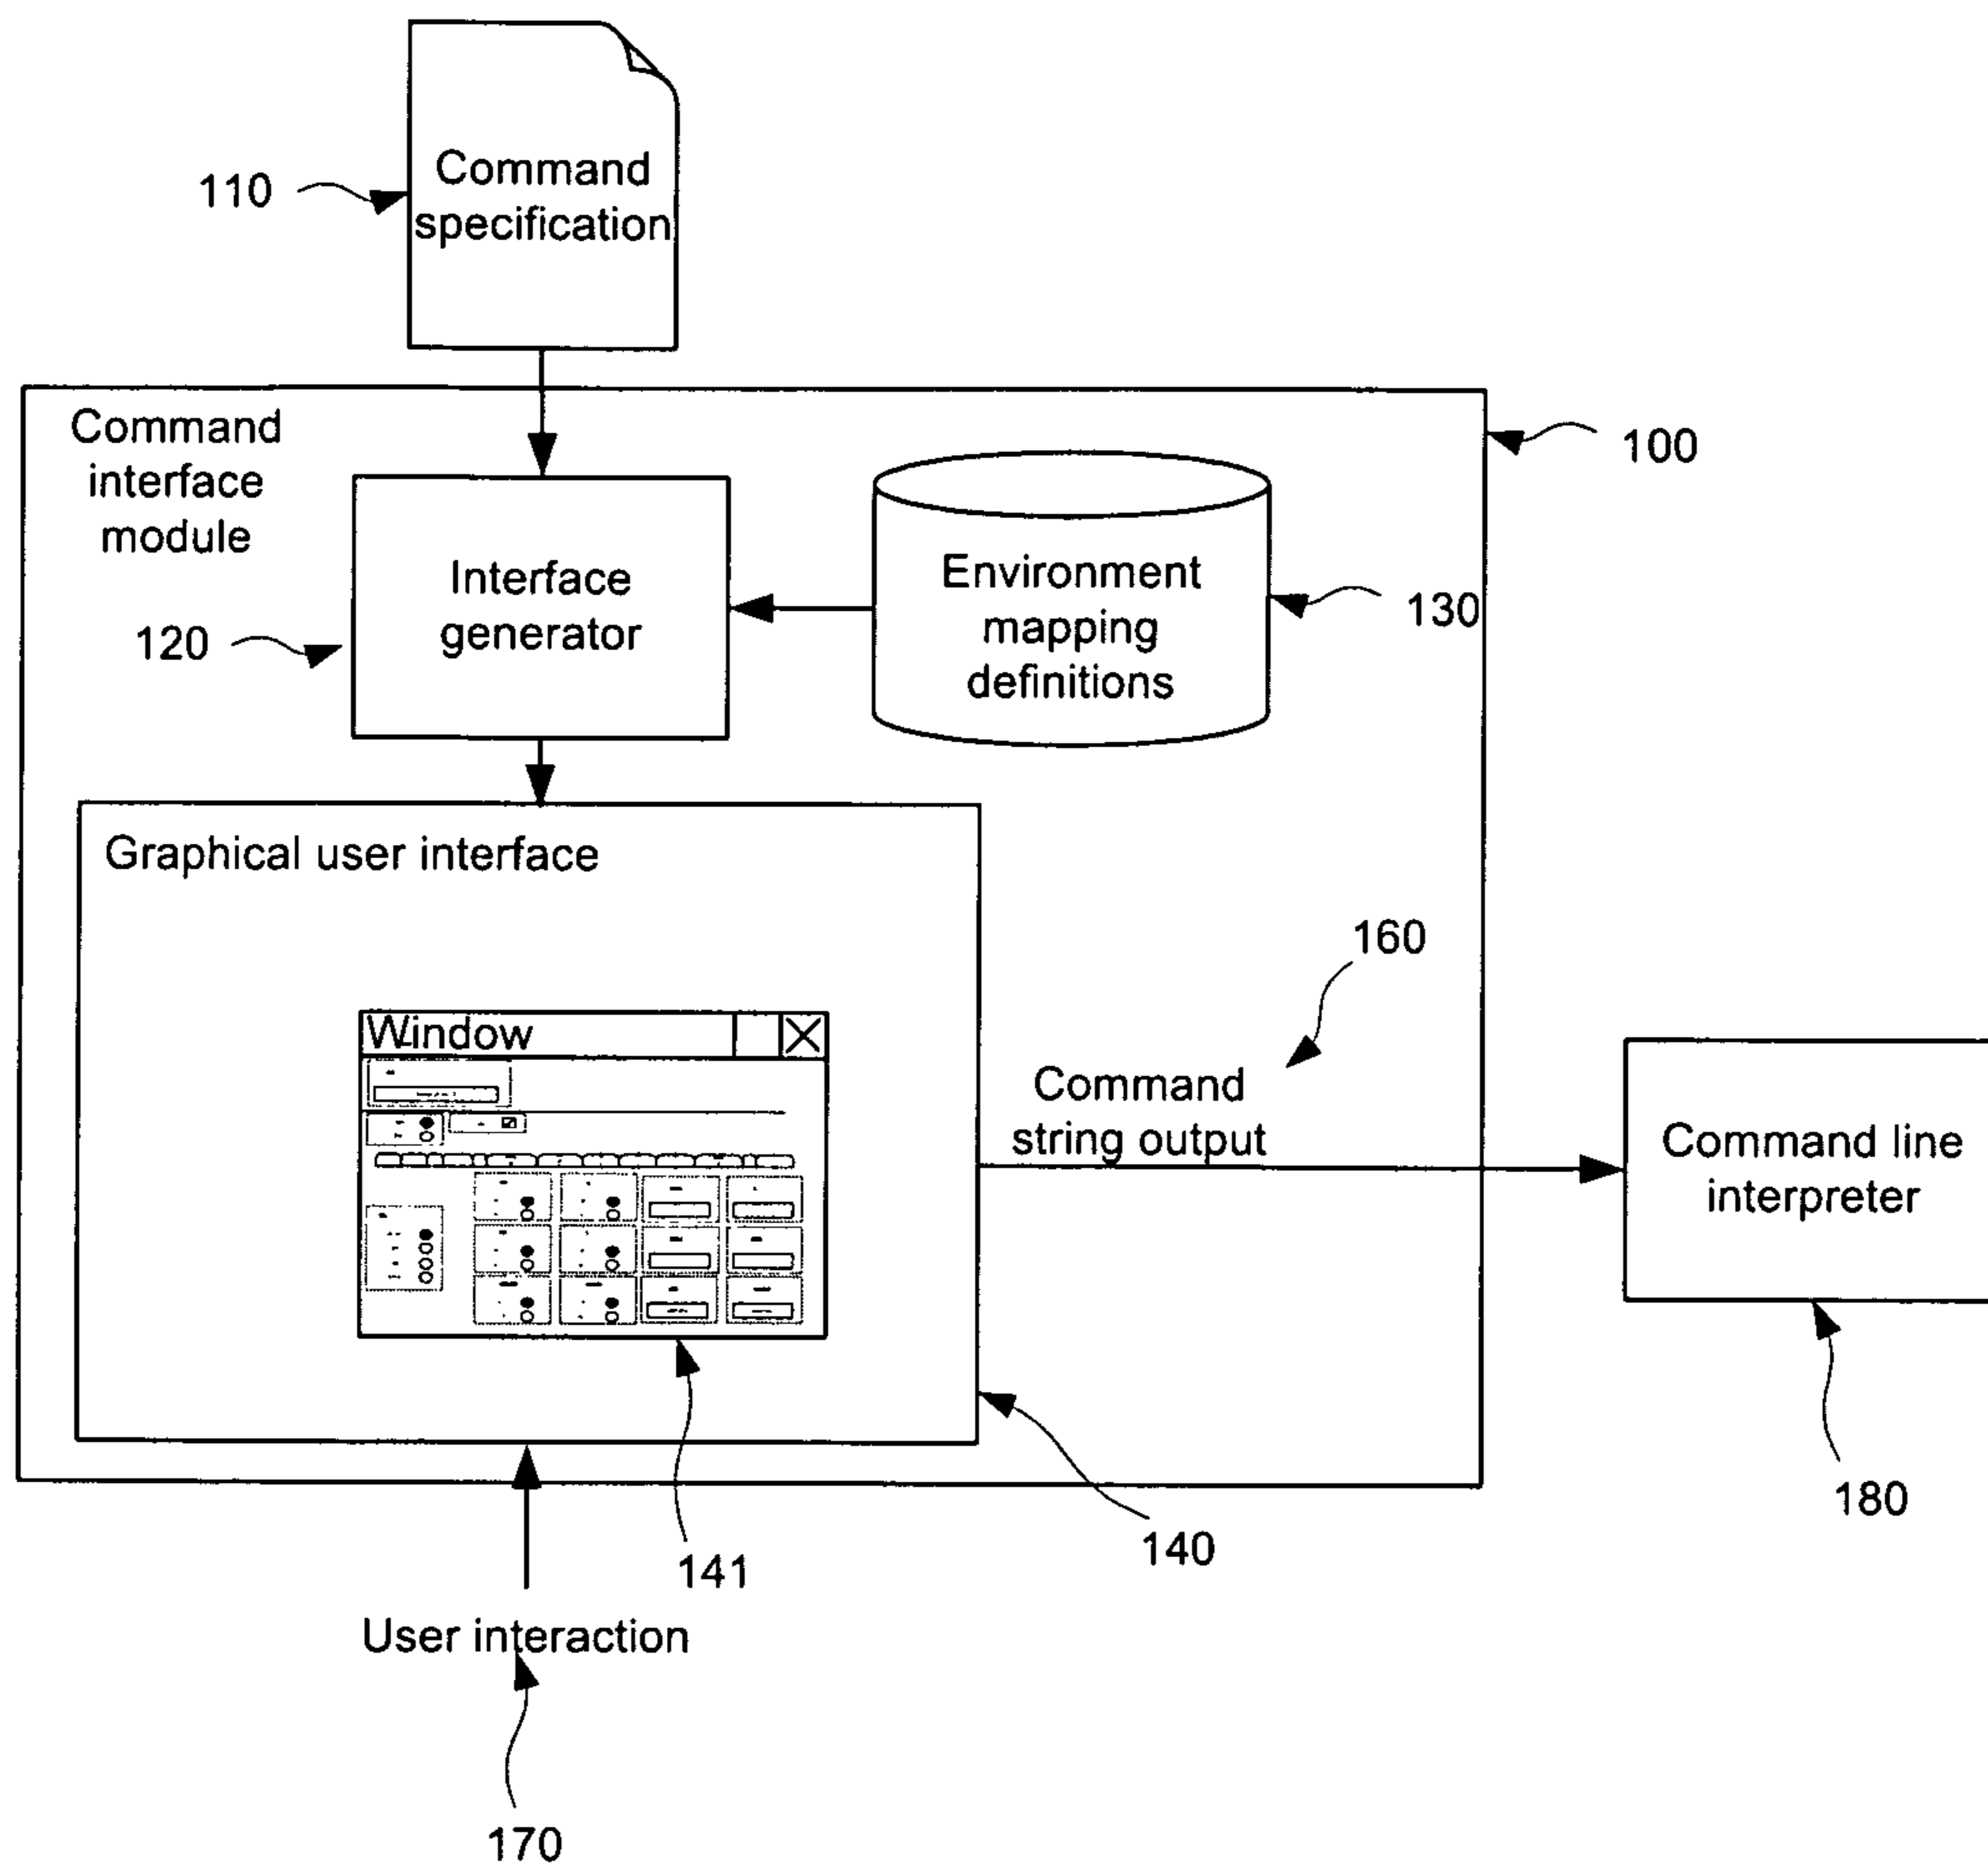 Command
specification
110
Command
interface
module
100
Interface
generator
120
Environment
mapping
definitions
130
Graphical user interface
160
Window
Command
string output
Command line
interpreter
180
140
141
User interaction
170